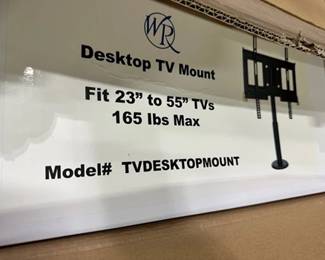 WR
Desktop TV Mount
Fit 23” to 55” TVs
165 lbs Max
Model# TVDESKTOPMOUNT